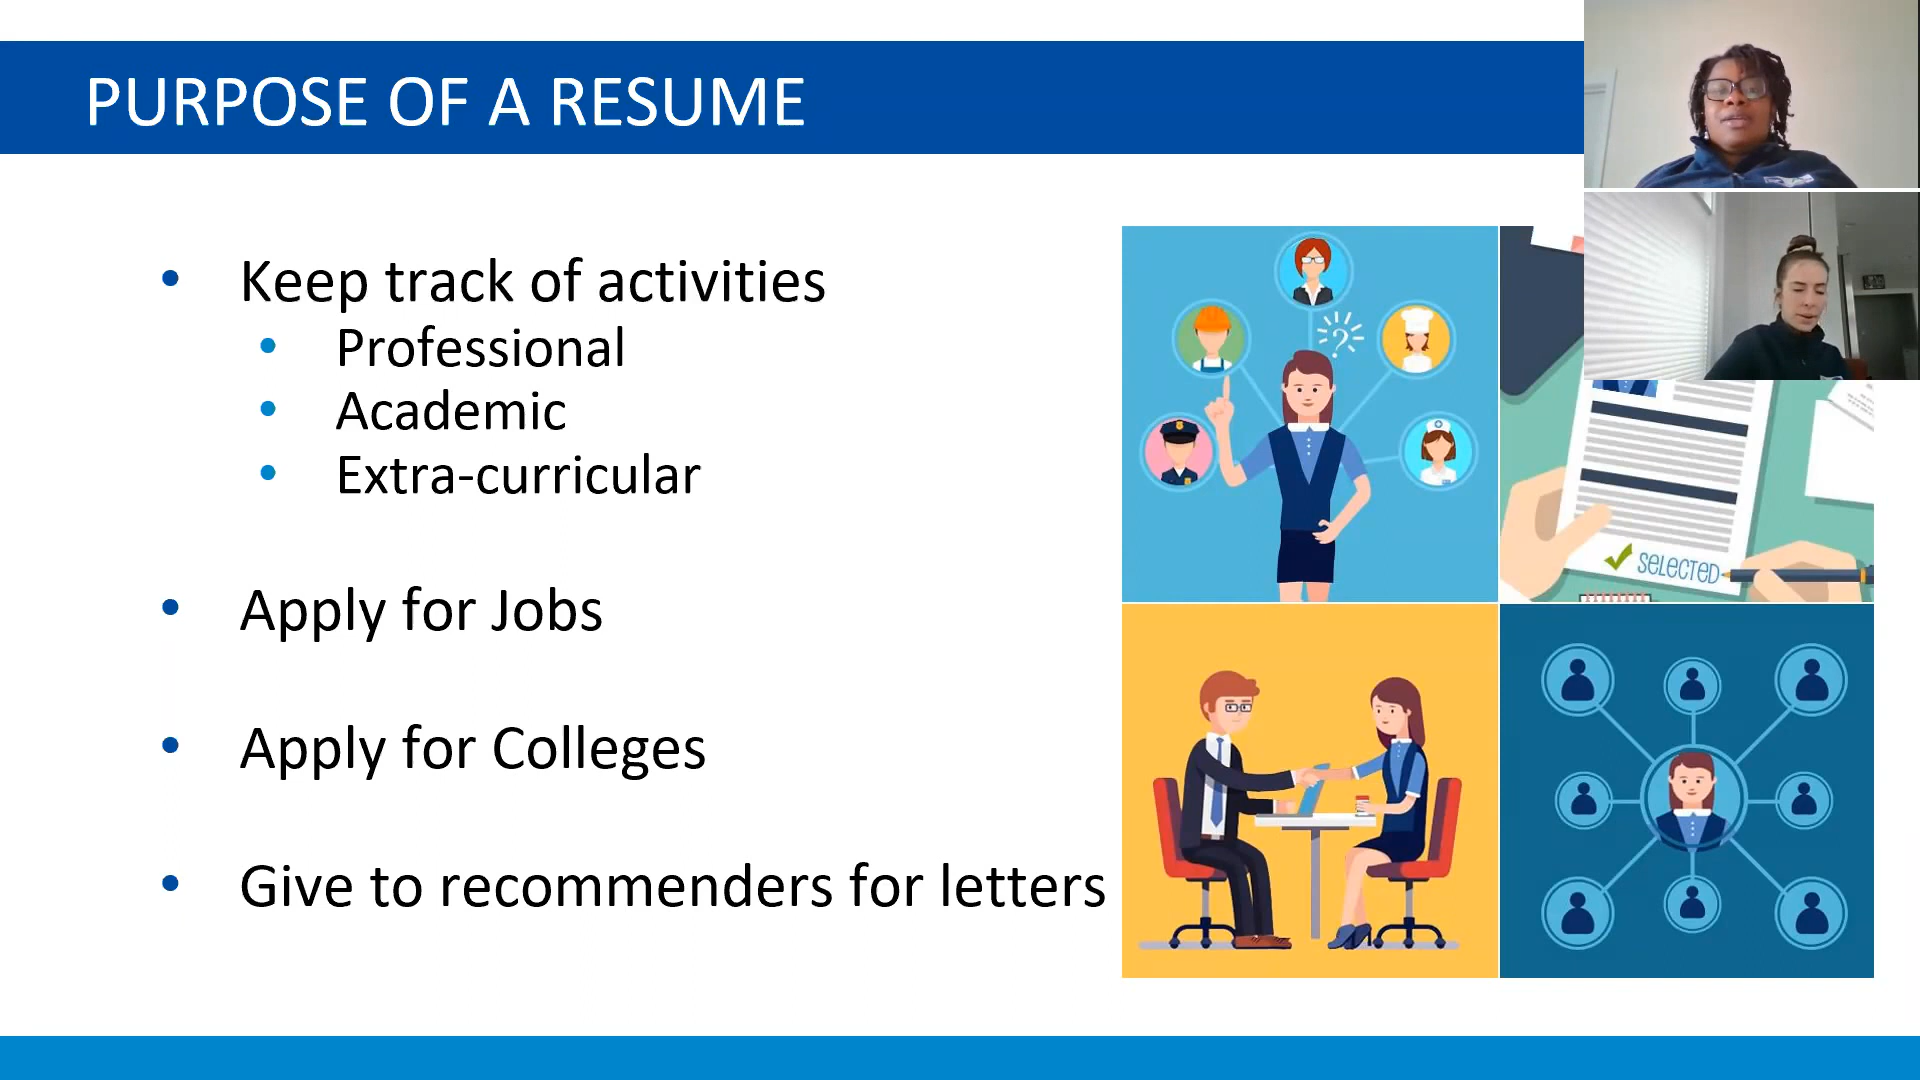 PURPOSE OF A RESUME
• Keep track of activities
• Professional
• Academic
• Extra-curricular
• Apply for Jobs
• Apply for Colleges
• Give to recommenders for letters
?
SELECTED